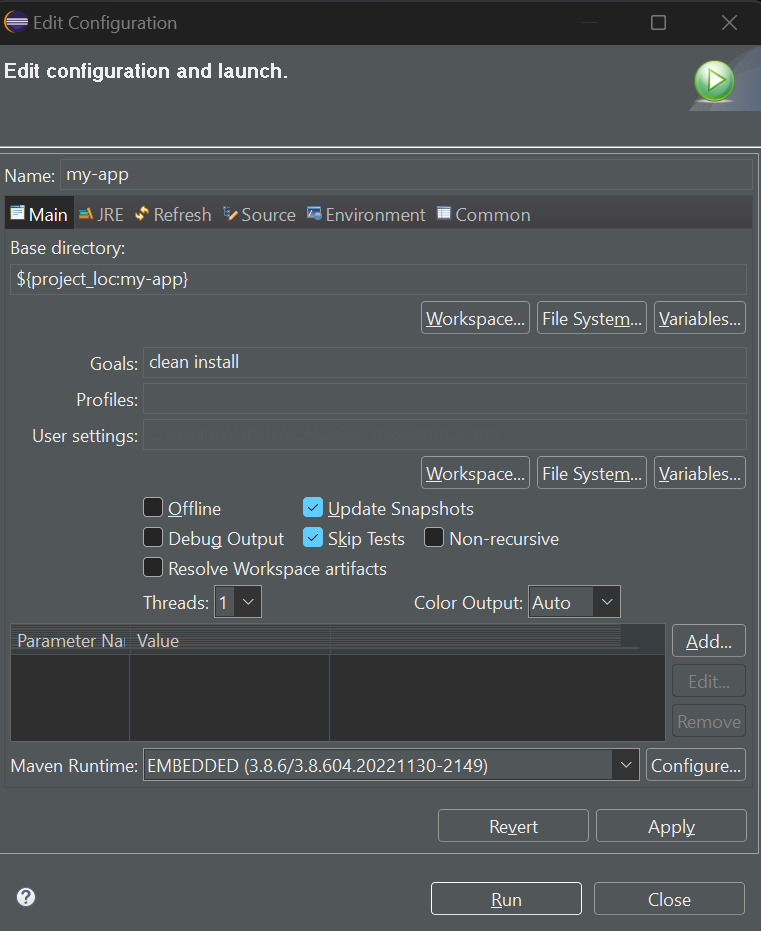 Edit Configuration
Edit configuration and launch.
Name: my-app
Main JRE Refresh Source Environment Common
Base directory:
${project_loc:my-app}
Workspace... File System... Variables...
Goals: clean install
Profiles:
User settings:
Workspace... File System... Variables...
Offline Update Snapshots
Debug Output Skip Tests Non-recursive
Resolve Workspace artifacts
Threads: 1 Color Output: Auto
Parameter Na Value Add...
Edit...
Remove
Maven Runtime: EMBEDDED (3.8.6/3.8.604.20221130-2149) Configure...
Revert Apply
Run Close